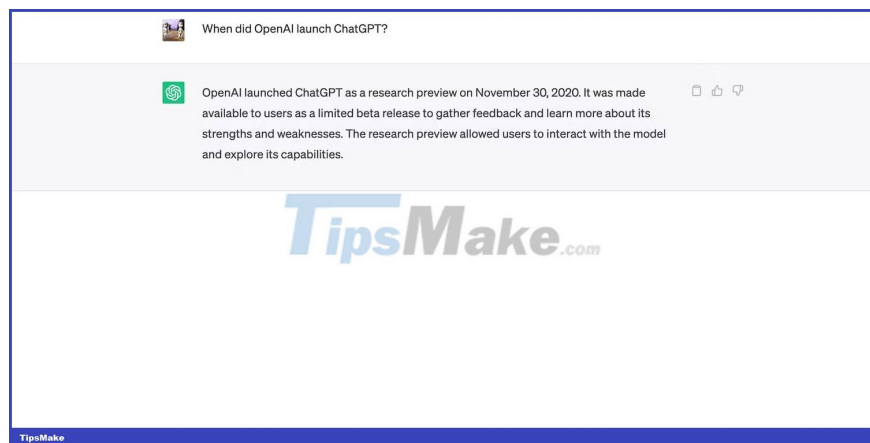 When did OpenAI launch ChatGPT?
OpenAI launched ChatGPT as a research preview on November 30, 2020. It was made
available to users as a limited beta release to gather feedback and learn more about its
strengths and weaknesses. The research preview allowed users to interact with the model
and explore its capabilities.
TipsMake.com
TipsMake